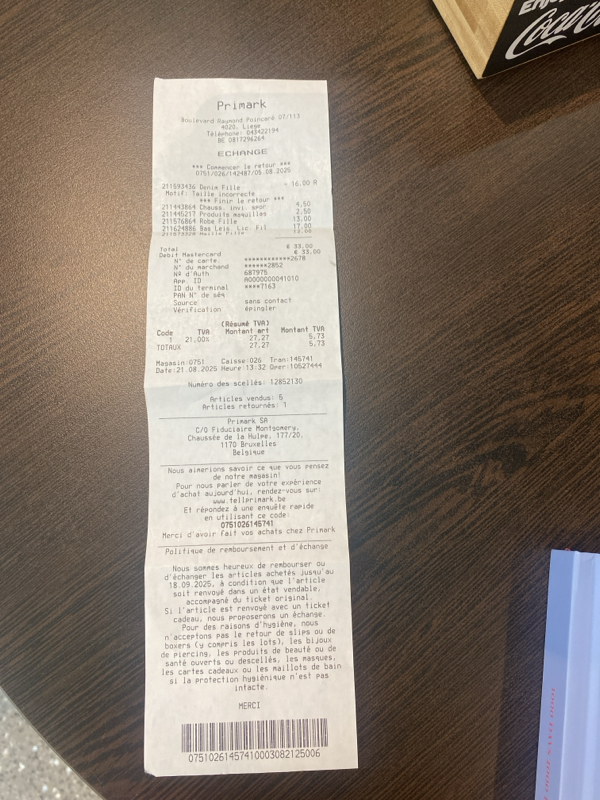 Enjoy
Coca-Co
Primark
Boulevard Raymond Poincaré 07/113
4020, Liege
Téléphone: 043422194
BE 0817296264
ECHANGE
*** Commencer le retour ***
0751/026/142487/05.08.2025
211593436 Denim Fille - 16,00 R
Motif: Taille incorrecte
*** Finir le retour ***
211443864 Chauss. invi. spor 4,50
211445217 Produits maquilles 2,50
211576864 Robe Fille 13,00
211624886 Bas Leis. Lic. Fil 17,00
Maille Fille
Total € 33,00
Debit Mastercard € 33,00
N° de carte ************2678
N° du marchand ******2852
Nº d'Auth 687975
App. ID A0000000041010
ID du terminal ****7163
PAN N° de séq
Source sans contact
Vérification épingler
(Résumé TVA)
Code TVA Montant art Montant TVA
1 21,00% 27,27 5,73
TOTAUX 27,27 5,73
Magasin:0751 Caisse:026 Tran:145741
Date:21.08.2025 Heure:13:32 Oper:10527444
Numéro des scellés: 12852130
Articles vendus: 5
Articles retournés: 1
Primark SA
C/O Fiduciaire Montgomery,
Chaussée de la Hulpe, 177/20,
1170 Bruxelles
Belgique
Nous aimerions savoir ce que vous pensez
de notre magasin!
Pour nous parler de votre expérience
d'achat aujourd'hui, rendez-vous sur:
www.tellprimark.be
Et répondez à une enquête rapide
en utilisant ce code:
0751026145741
Merci d'avoir fait vos achats chez Primark
Politique de remboursement et d'échange
Nous sommes heureux de rembourser ou
d'échanger les articles achetés jusqu'au
18.09.2025, à condition que l'article
soit renvoyé dans un état vendable,
accompagné du ticket original.
Si l'article est renvoyé avec un ticket
cadeau, nous proposerons un échange.
Pour des raisons d'hygiène, nous
n'acceptons pas le retour de slips ou de
boxers (y compris les lots), les bijoux
de piercing, les produits de beauté ou de
santé ouverts ou descellés, les masques,
les cartes cadeaux ou les maillots de bain
si la protection hygiénique n'est pas
intacte.
MERCI
07510261457410003082125006